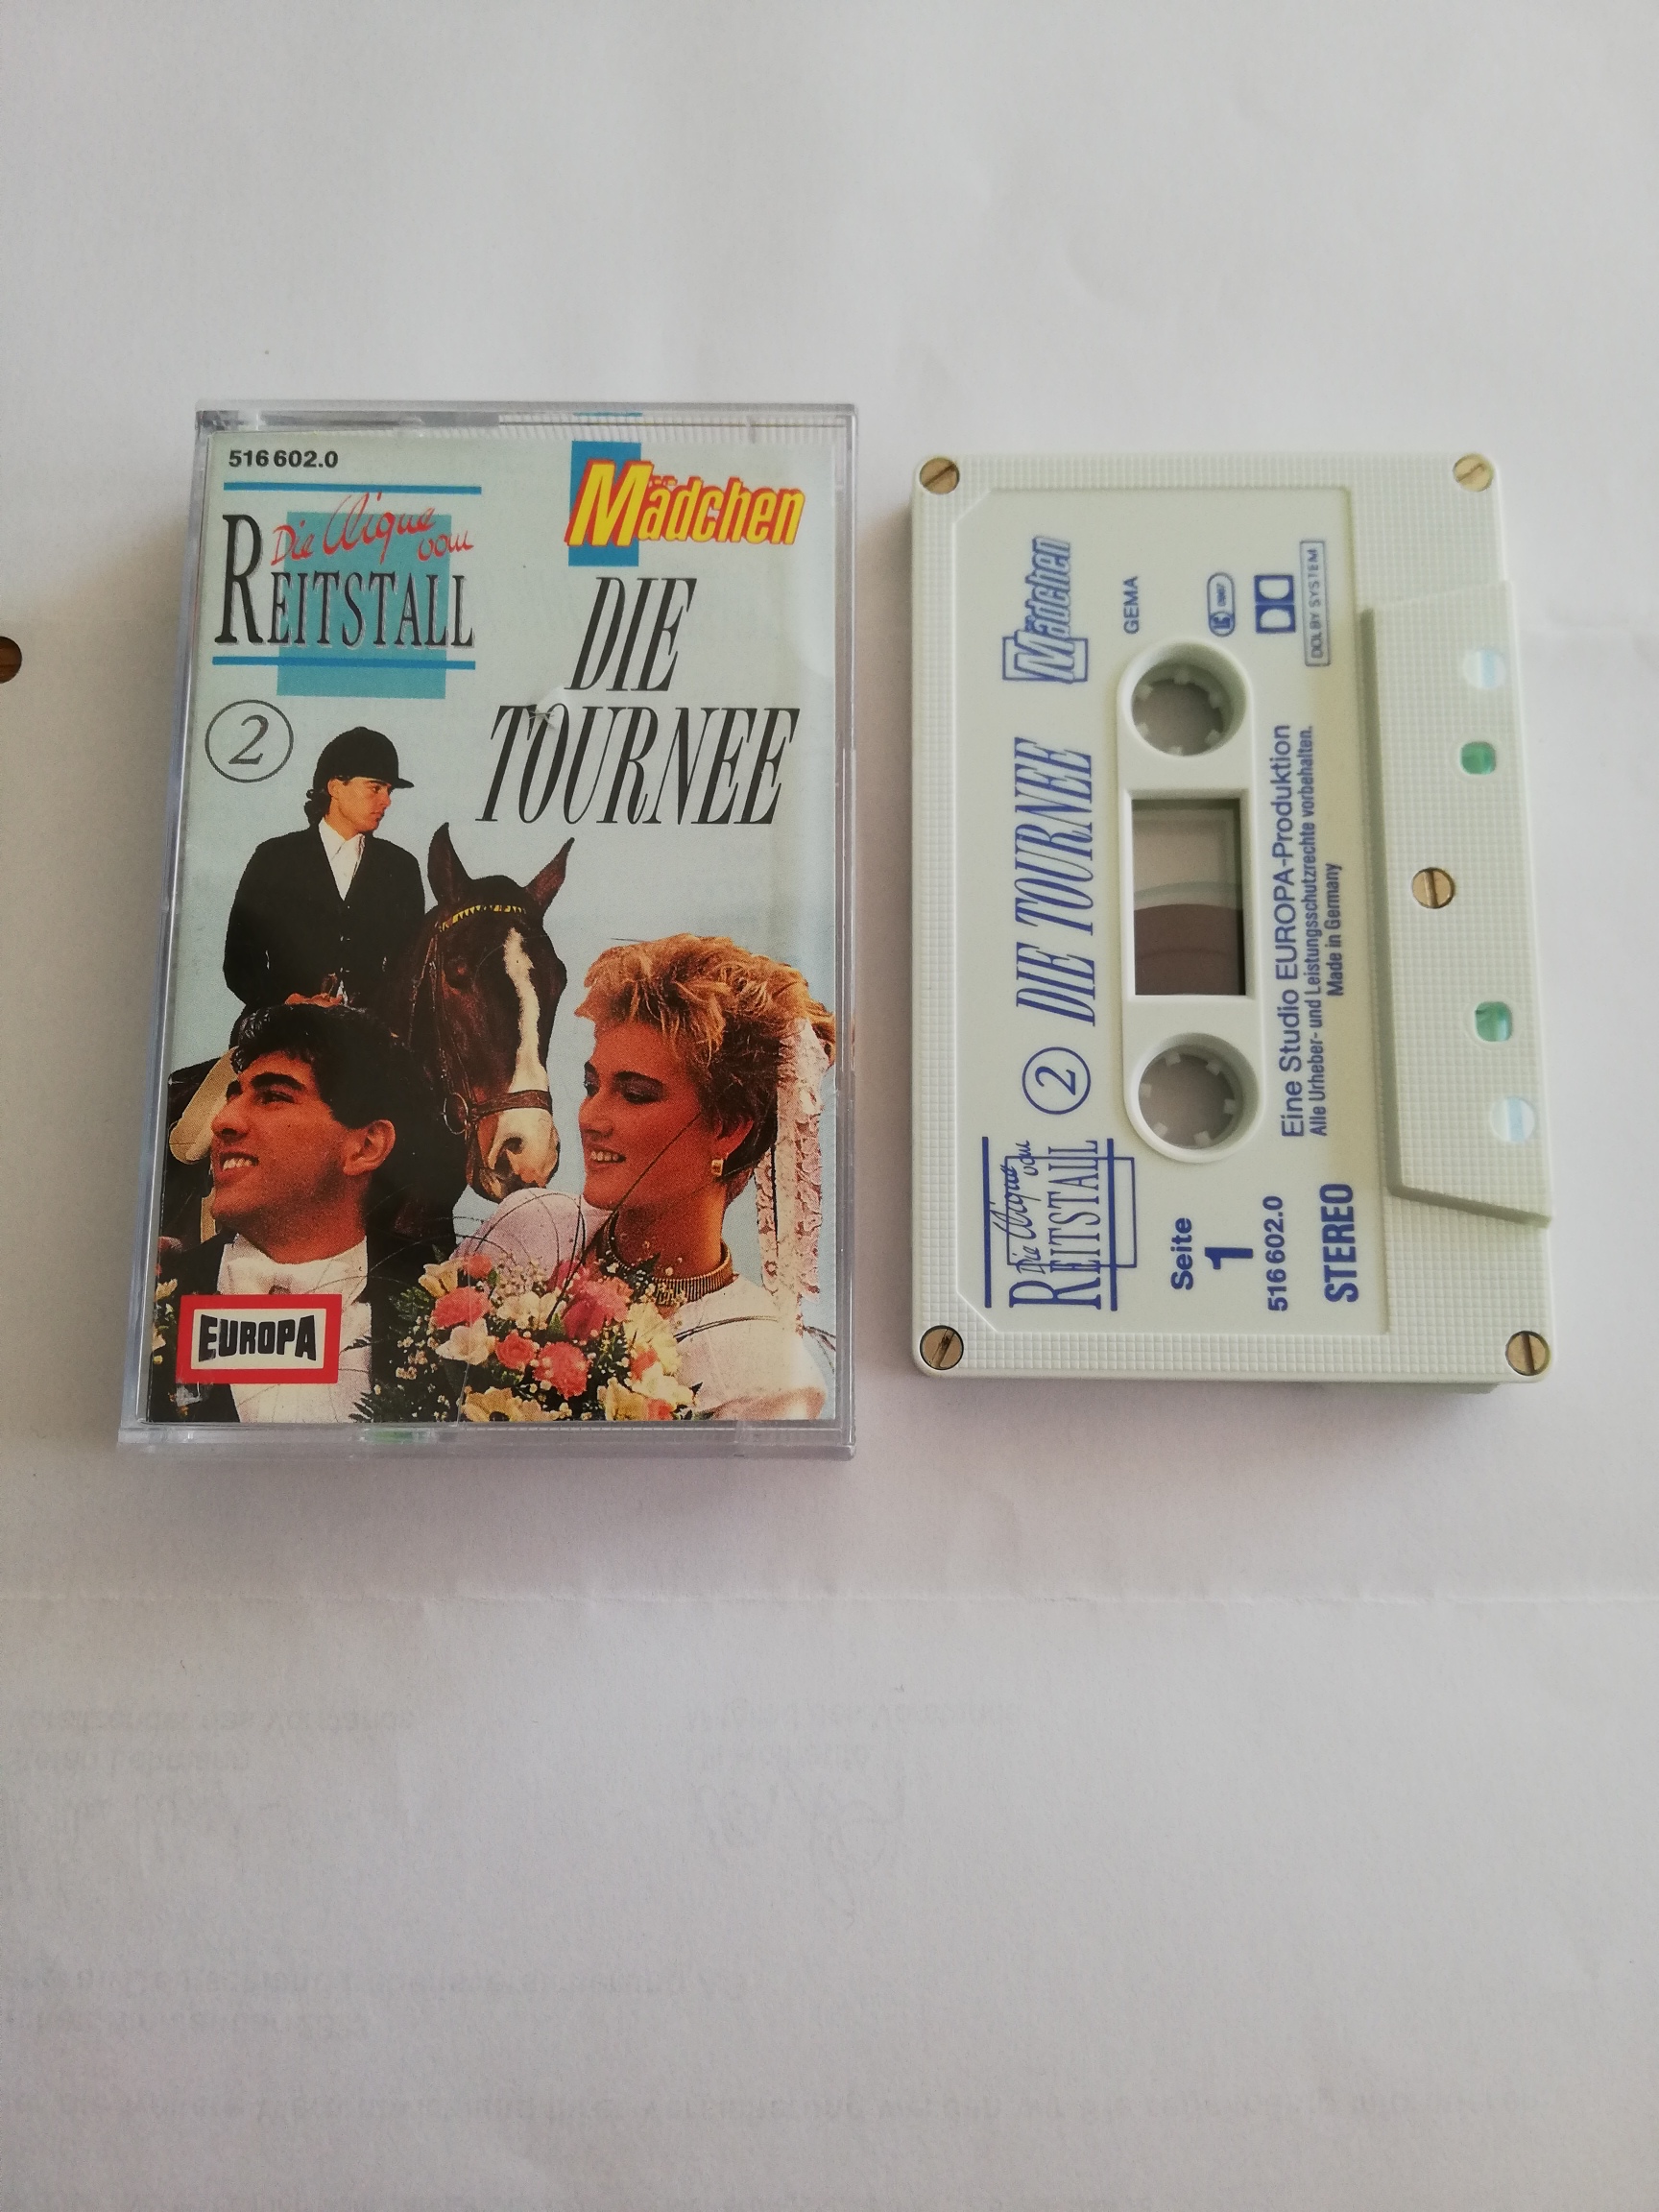 516 602.0
Mädchen
Die Clique vom
REITSTALL
DIE
TOURNEE
2
EUROPA
Die Clique vom
REITSTALL
2
DIE TOURNEE
Mädchen
Seite
1
GEMA
516 602.0
STEREO
Eine Studio EUROPA-Produktion
Alle Urheber- und Leistungsschutzrechte vorbehalten.
Made in Germany
DOLBY SYSTEM